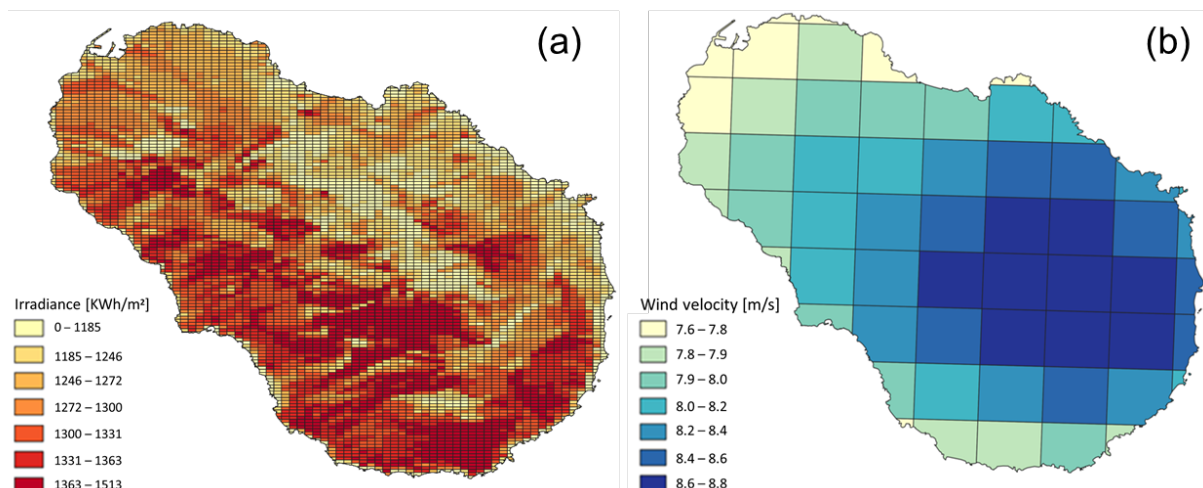 (a)
Irradiance [KWh/m²]
0 – 1185
1185 – 1246
1246 – 1272
1272 – 1300
1300 – 1331
1331 – 1363
1363 – 1513
(b)
Wind velocity [m/s]
7.6 – 7.8
7.8 – 7.9
7.9 – 8.0
8.0 – 8.2
8.2 – 8.4
8.4 – 8.6
8.6 – 8.8